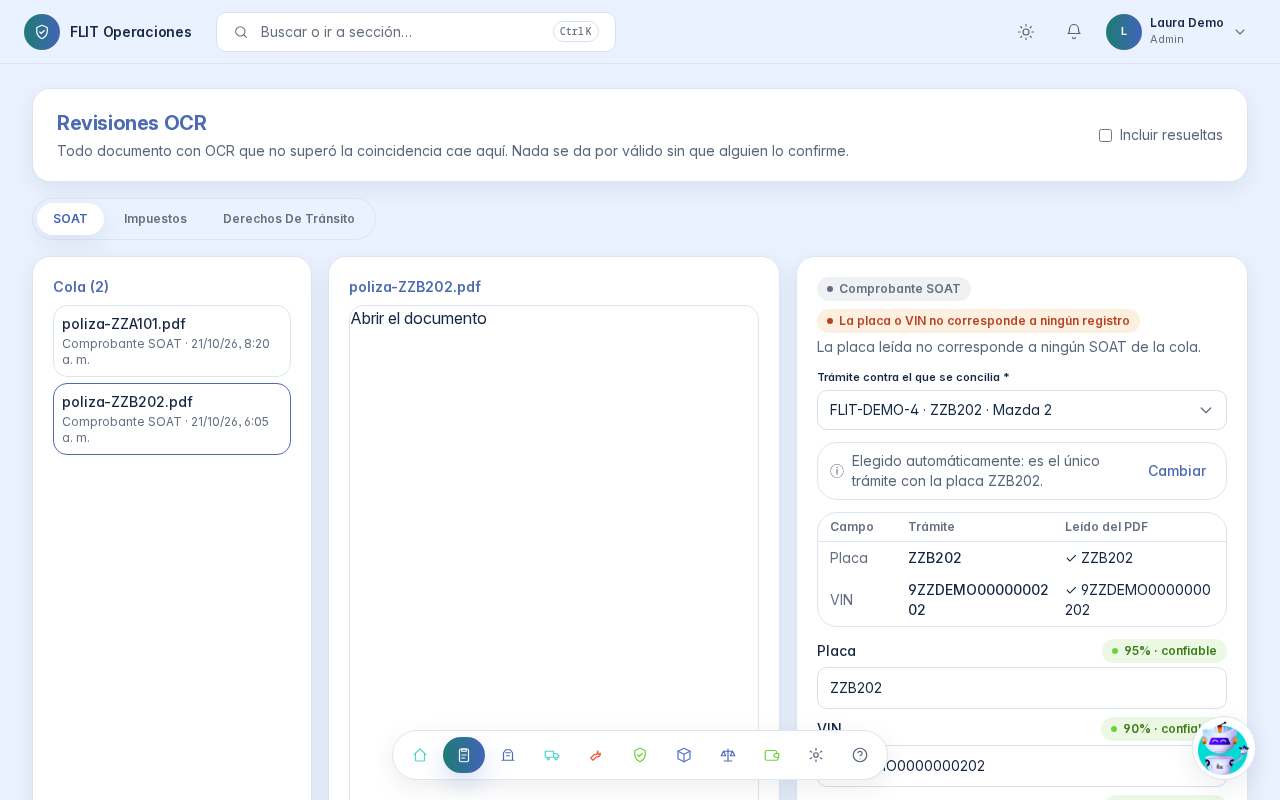 FLIT Operaciones
Buscar o ir a sección...
Ctrl K
L
Laura Demo
Admin
Revisiones OCR
Todo documento con OCR que no superó la coincidencia cae aquí. Nada se da por válido sin que alguien lo confirme.
Incluir resueltas
SOAT
Impuestos
Derechos De Tránsito
Cola (2)
poliza-ZZA101.pdf
Comprobante SOAT · 21/10/26, 8:20
a. m.
poliza-ZZB202.pdf
Comprobante SOAT · 21/10/26, 6:05
a. m.
poliza-ZZB202.pdf
Abrir el documento
Comprobante SOAT
La placa o VIN no corresponde a ningún registro
La placa leída no corresponde a ningún SOAT de la cola.
Trámite contra el que se concilia *
FLIT-DEMO-4 · ZZB202 · Mazda 2
Elegido automáticamente: es el único
trámite con la placa ZZB202.
Cambiar
Campo Trámite Leído del PDF
Placa ZZB202 ✓ ZZB202
VIN 9ZZDEMO00000002
02
✓ 9ZZDEMO0000000
202
Placa
95% · confiable
ZZB202
VIN
90% ·